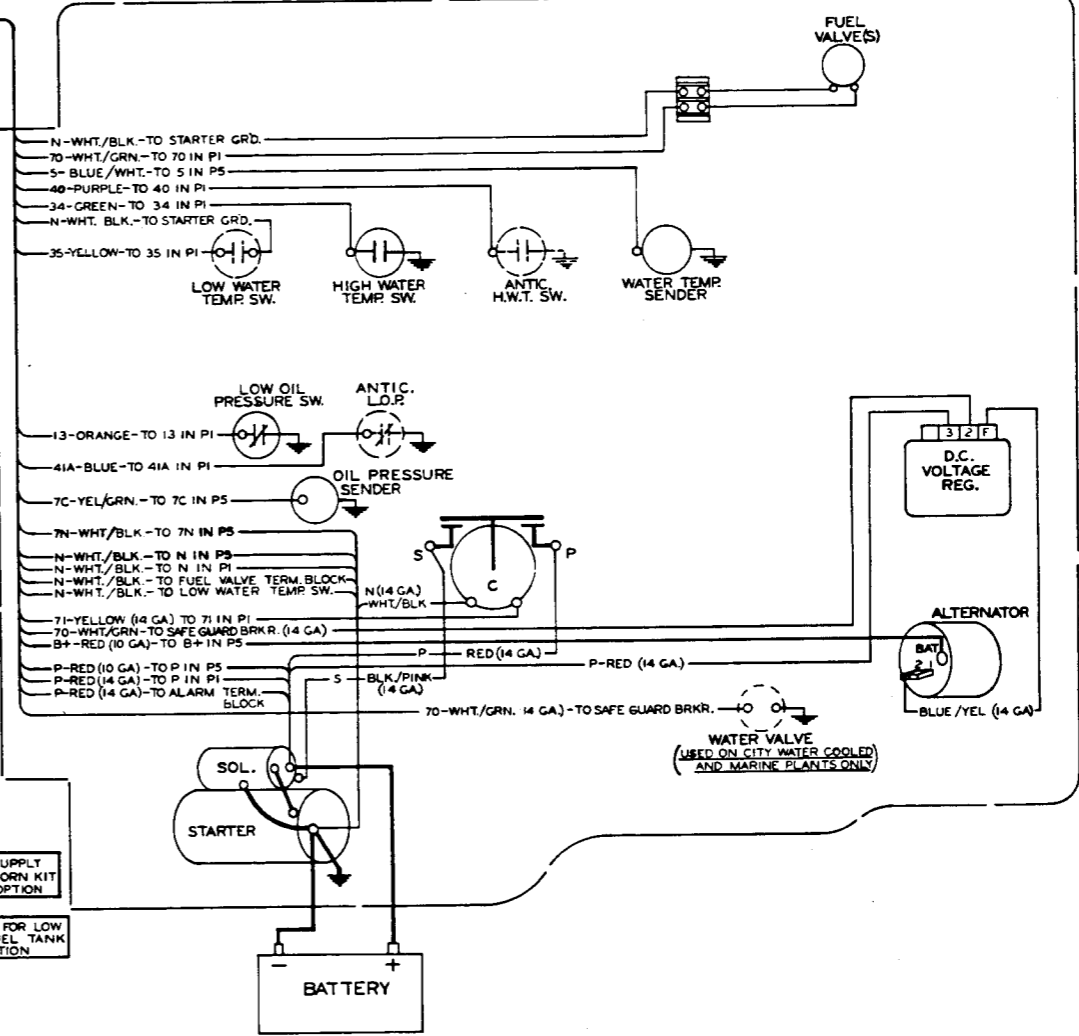 FUEL
VALVE(S)
N-WHT./BLK.-TO STARTER GRD.
70-WHT./GRN.-TO 70 IN P1
5- BLUE/WHT.-TO 5 IN P5
40-PURPLE-TO 40 IN P1
34-GREEN-TO 34 IN P1
N-WHT. BLK.-TO STARTER GRD.
35-YELLOW-TO 35 IN P1
LOW WATER
TEMP. SW.
HIGH WATER
TEMP. SW.
ANTIC.
H.W.T. SW.
WATER TEMP.
SENDER
LOW OIL
PRESSURE SW.
ANTIC.
L.O.P.
13-ORANGE-TO 13 IN P1
41A-BLUE-TO 41A IN P1
OIL PRESSURE
SENDER
7C-YEL/GRN.-TO 7C IN P5
3 2 F
D.C.
VOLTAGE
REG.
7N-WHT/BLK-TO 7N IN P5
N-WHT./BLK.-TO N IN P5
N-WHT./BLK.-TO N IN P1
N-WHT./BLK.-TO FUEL VALVE TERM. BLOCK
N-WHT./BLK.-TO LOW WATER TEMP. SW.
S
P
C
N (14 GA.)
WHT/BLK
71-YELLOW (14 GA) TO 71 IN P1
70-WHT/GRN-TO SAFE GUARD BRKR. (14 GA)
B+-RED (10 GA)-TO B+ IN P5
ALTERNATOR
BAT.
2 1
P RED (14 GA.)
P-RED (14 GA.)
P-RED (10 GA)-TO P IN P5
P-RED (14 GA)-TO P IN P1
P-RED (14 GA)-TO ALARM TERM.
BLOCK
S BLK/PINK
(14 GA)
70-WHT./GRN. 14 GA.)-TO SAFE GUARD BRKR.
BLUE/YEL (14 GA)
WATER VALVE
(USED ON CITY WATER COOLED
AND MARINE PLANTS ONLY)
SOL.
STARTER
UPPLY
ORN KIT
OPTION
FOR LOW
EL TANK
TION
- +
BATTERY